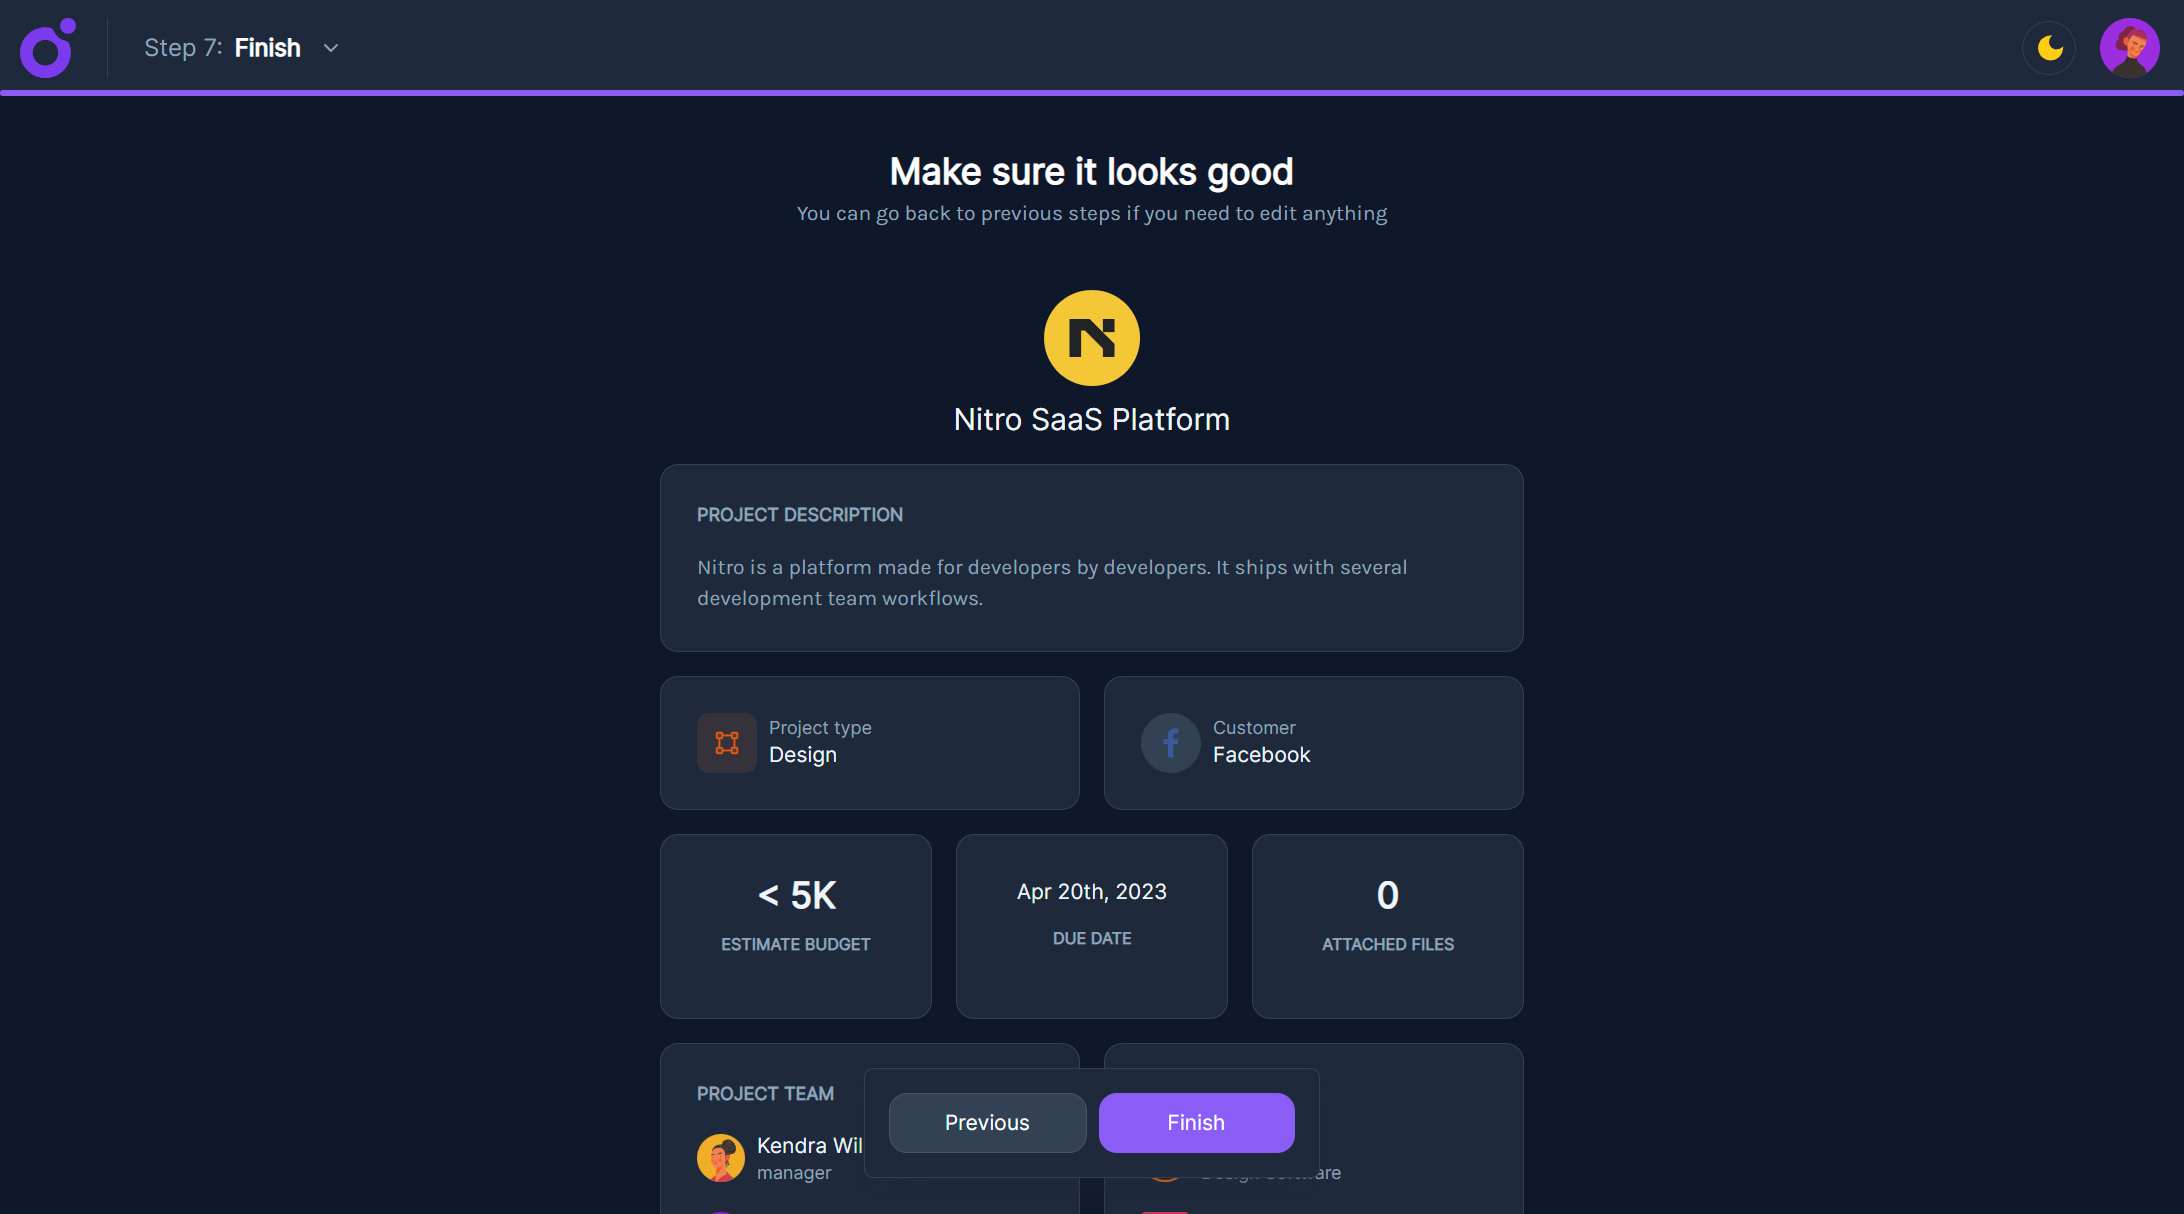 Step 7: Finish
Make sure it looks good
You can go back to previous steps if you need to edit anything
Nitro SaaS Platform
PROJECT DESCRIPTION
Nitro is a platform made for developers by developers. It ships with several
development team workflows.
Project type
Design
Customer
Facebook
< 5K
ESTIMATE BUDGET
Apr 20th, 2023
DUE DATE
0
ATTACHED FILES
PROJECT TEAM
Kendra Wil
manager
Previous
Finish